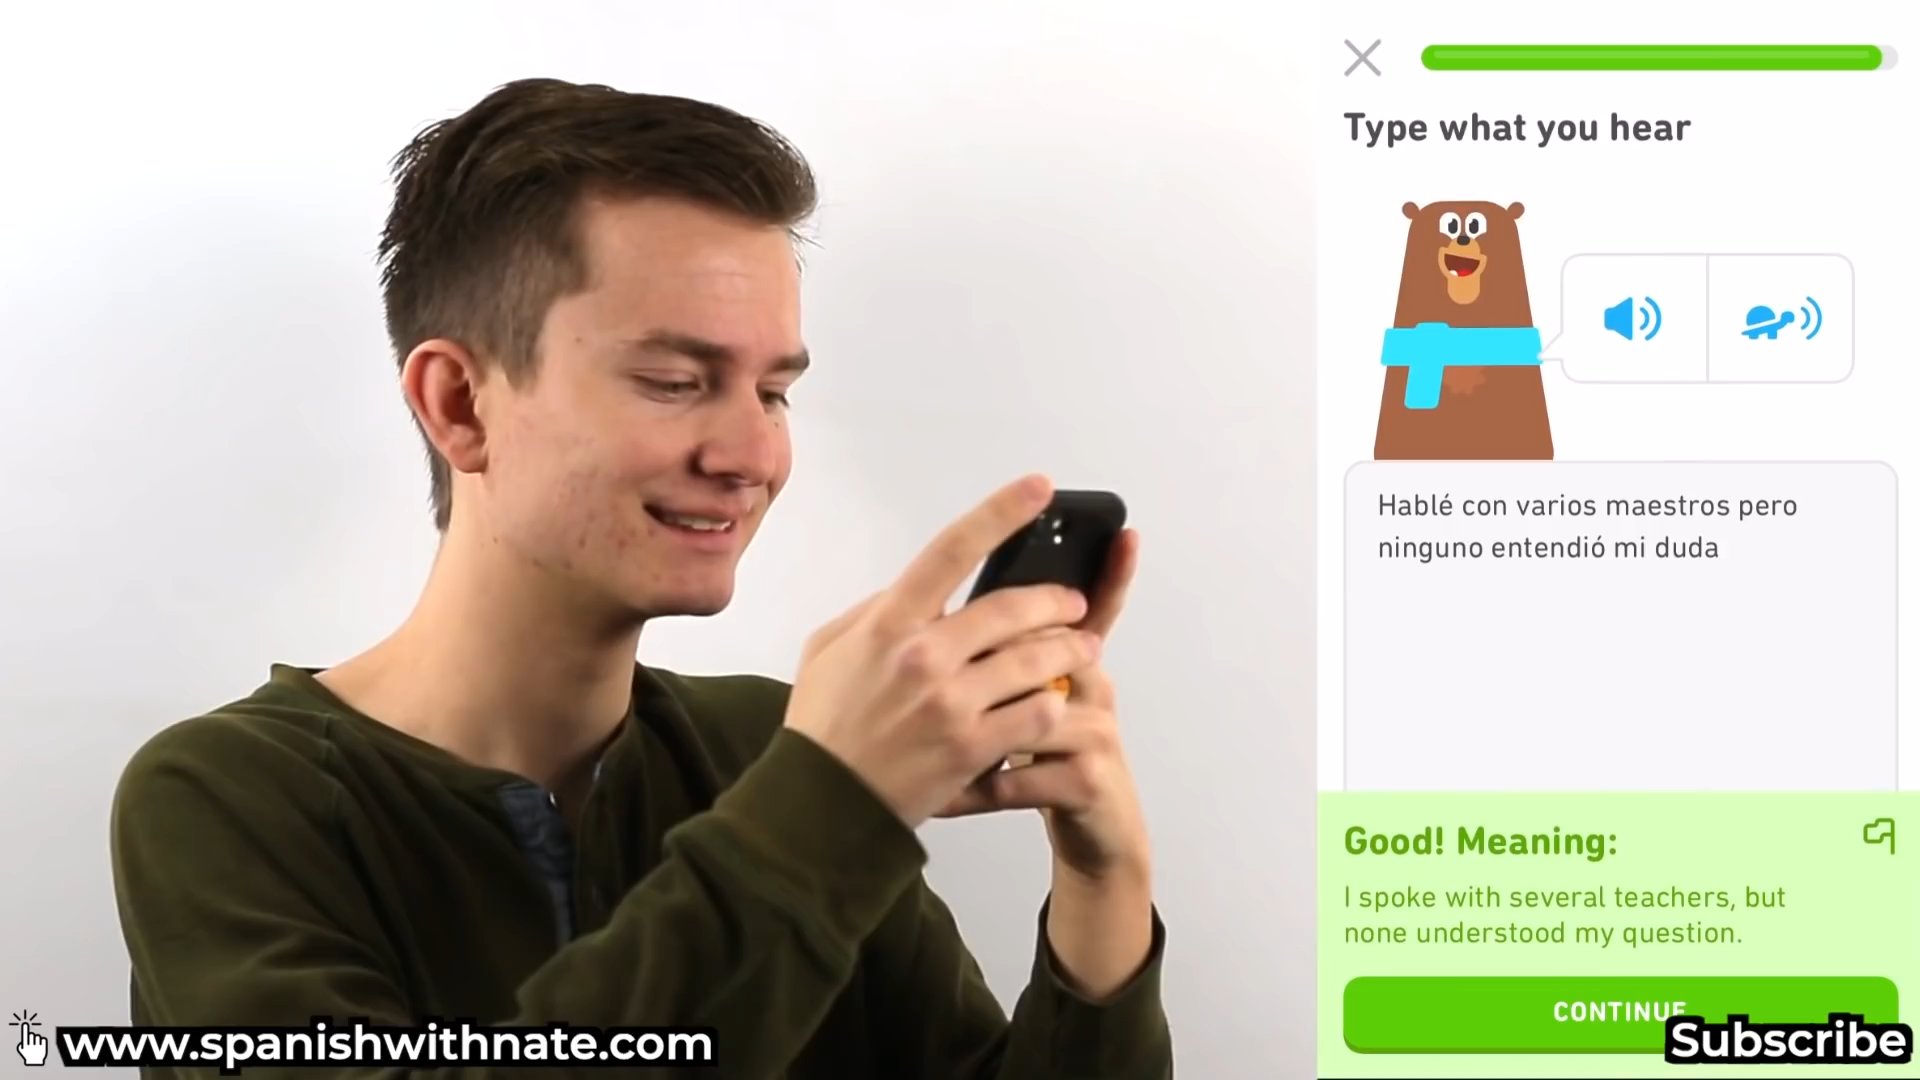 Type what you hear
Hablé con varios maestros pero
ninguno entendió mi duda
Good! Meaning:
I spoke with several teachers, but
none understood my question.
CONTINUE
www.spanishwithnate.com
Subscribe